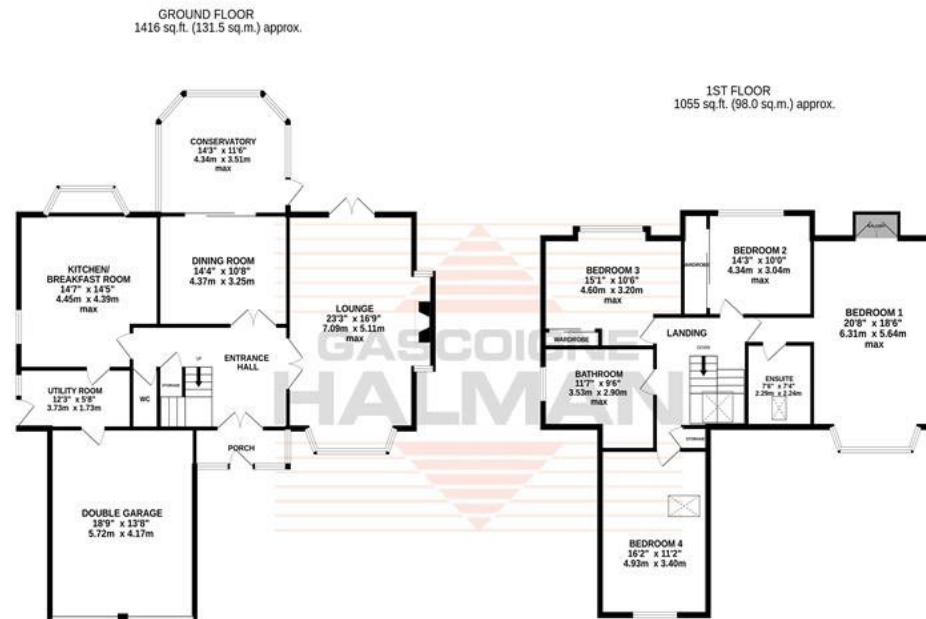 GROUND FLOOR
1416 sq.ft. (131.5 sq.m.) approx.
CONSERVATORY
14'3" x 11'6"
4.34m x 3.51m
max
KITCHEN/
BREAKFAST ROOM
14'7" x 14'5"
4.45m x 4.39m
max
DINING ROOM
14'4" x 10'8"
4.37m x 3.25m
LOUNGE
23'3" x 16'9"
7.09m x 5.11m
max
UP
STORAGE
ENTRANCE
HALL
UTILITY ROOM
12'3" x 5'8"
3.73m x 1.73m
WC
PORCH
DOUBLE GARAGE
18'9" x 13'8"
5.72m x 4.17m
GASCOIGNE
HALMAN
1ST FLOOR
1055 sq.ft. (98.0 sq.m.) approx.
WARDROBE
BEDROOM 2
14'3" x 10'0"
4.34m x 3.04m
max
BEDROOM 3
15'1" x 10'6"
4.60m x 3.20m
max
WARDROBE
BEDROOM 1
20'8" x 18'6"
6.31m x 5.64m
max
LANDING
DOWN
BATHROOM
11'7" x 9'6"
3.53m x 2.90m
max
ENSUITE
7'6" x 7'4"
2.29m x 2.24m
STORAGE
BEDROOM 4
16'2" x 11'2"
4.93m x 3.40m